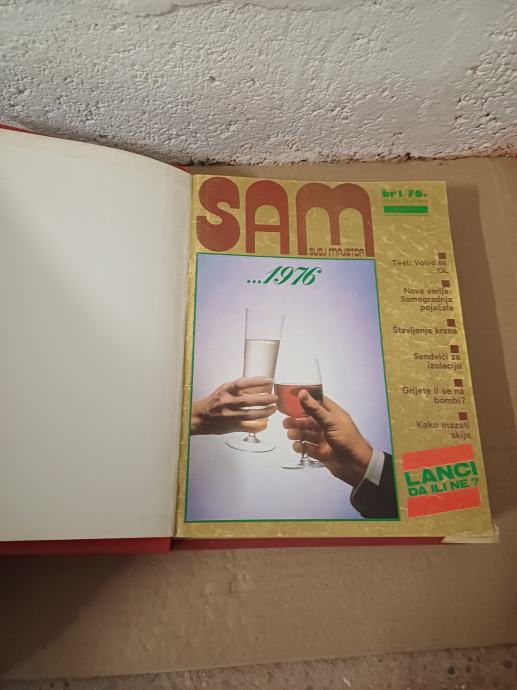 SAM
SVOJ MAJSTOR
br 1/76.
...1976
Test: Volvo 66
GL
Nova serija:
Samogradnja
pojačala
Štavljenje krzna
Sendviči za
izolaciju
Grijete li se na
bombi?
Kako mazati
skije
LANCI
DA ILI NE?